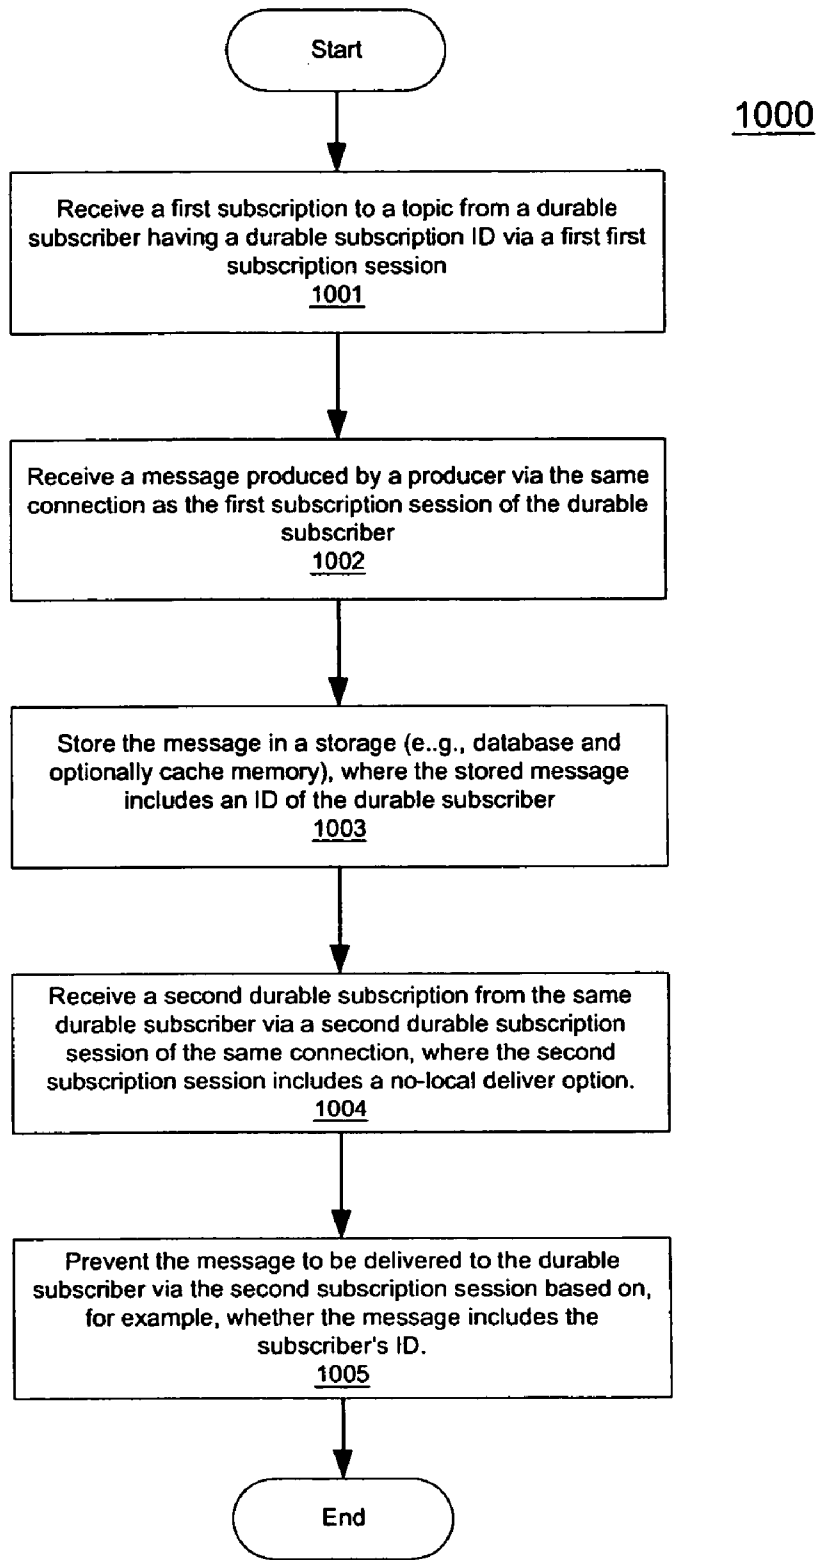 Start
1000
Receive a first subscription to a topic from a durable
subscriber having a durable subscription ID via a first first
subscription session
1001
Receive a message produced by a producer via the same
connection as the first subscription session of the durable
subscriber
1002
Store the message in a storage (e..g., database and
optionally cache memory), where the stored message
includes an ID of the durable subscriber
1003
Receive a second durable subscription from the same
durable subscriber via a second durable subscription
session of the same connection, where the second
subscription session includes a no-local deliver option.
1004
Prevent the message to be delivered to the durable
subscriber via the second subscription session based on,
for example, whether the message includes the
subscriber's ID.
1005
End